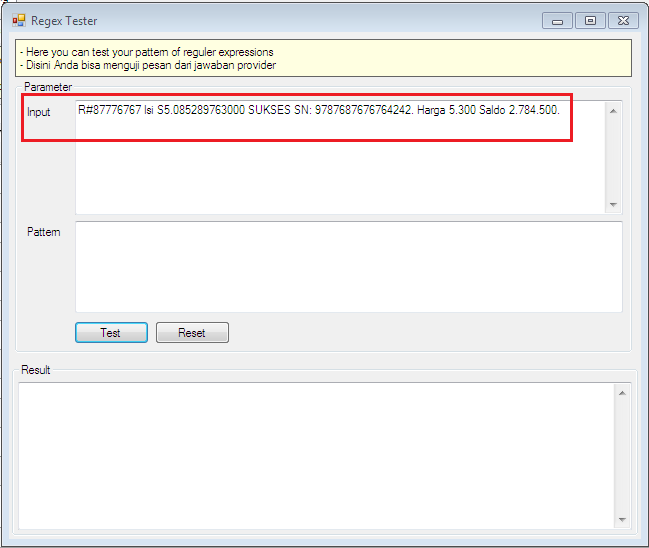 Regex Tester
- Here you can test your pattern of reguler expressions
- Disini Anda bisa menguji pesan dari jawaban provider
Parameter
Input
R#87776767 Isi S5.085289763000 SUKSES SN: 9787687676764242. Harga 5.300 Saldo 2.784.500.
Pattern
Test Reset
Result